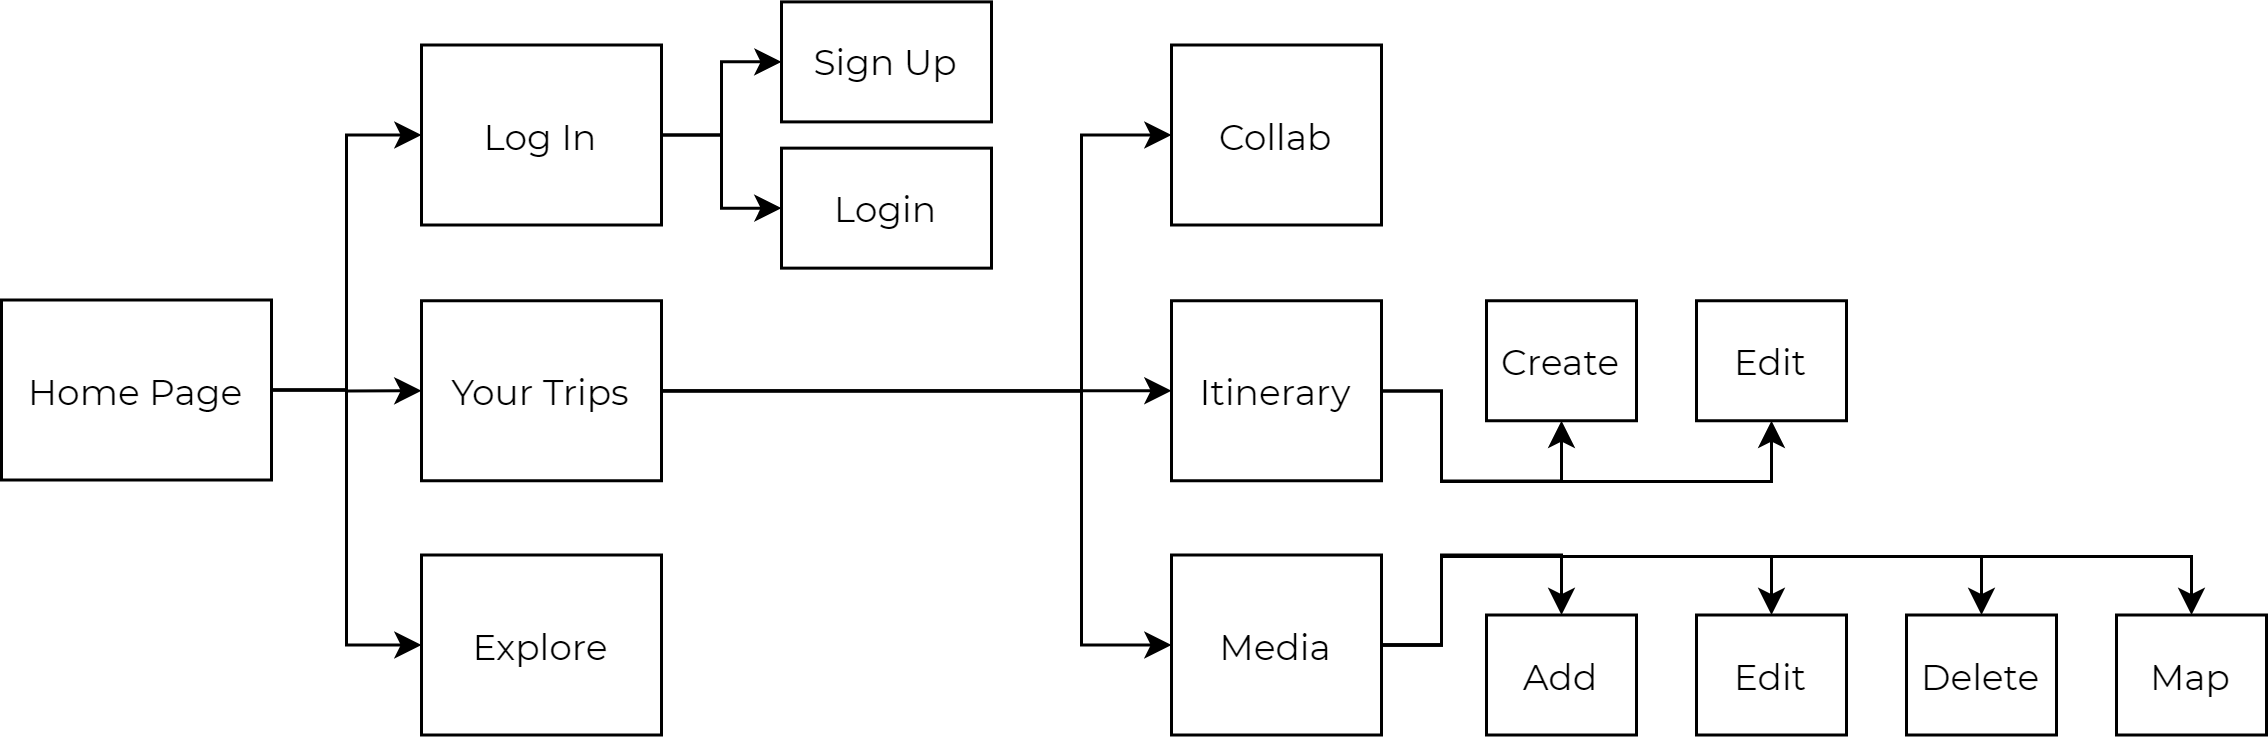 Sign Up
Log In
Collab
Login
Home Page
Your Trips
Itinerary
Create
Edit
Explore
Media
Add
Edit
Delete
Map